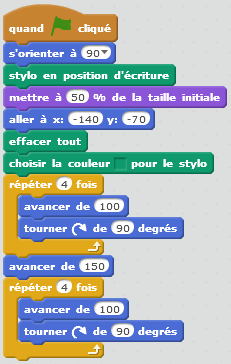 quand cliqué
s'orienter à 90
stylo en position d'écriture
mettre à 50 % de la taille initiale
aller à x: -140 y: -70
effacer tout
choisir la couleur pour le stylo
répéter 4 fois
avancer de 100
tourner de 90 degrés
avancer de 150
répéter 4 fois
avancer de 100
tourner de 90 degrés